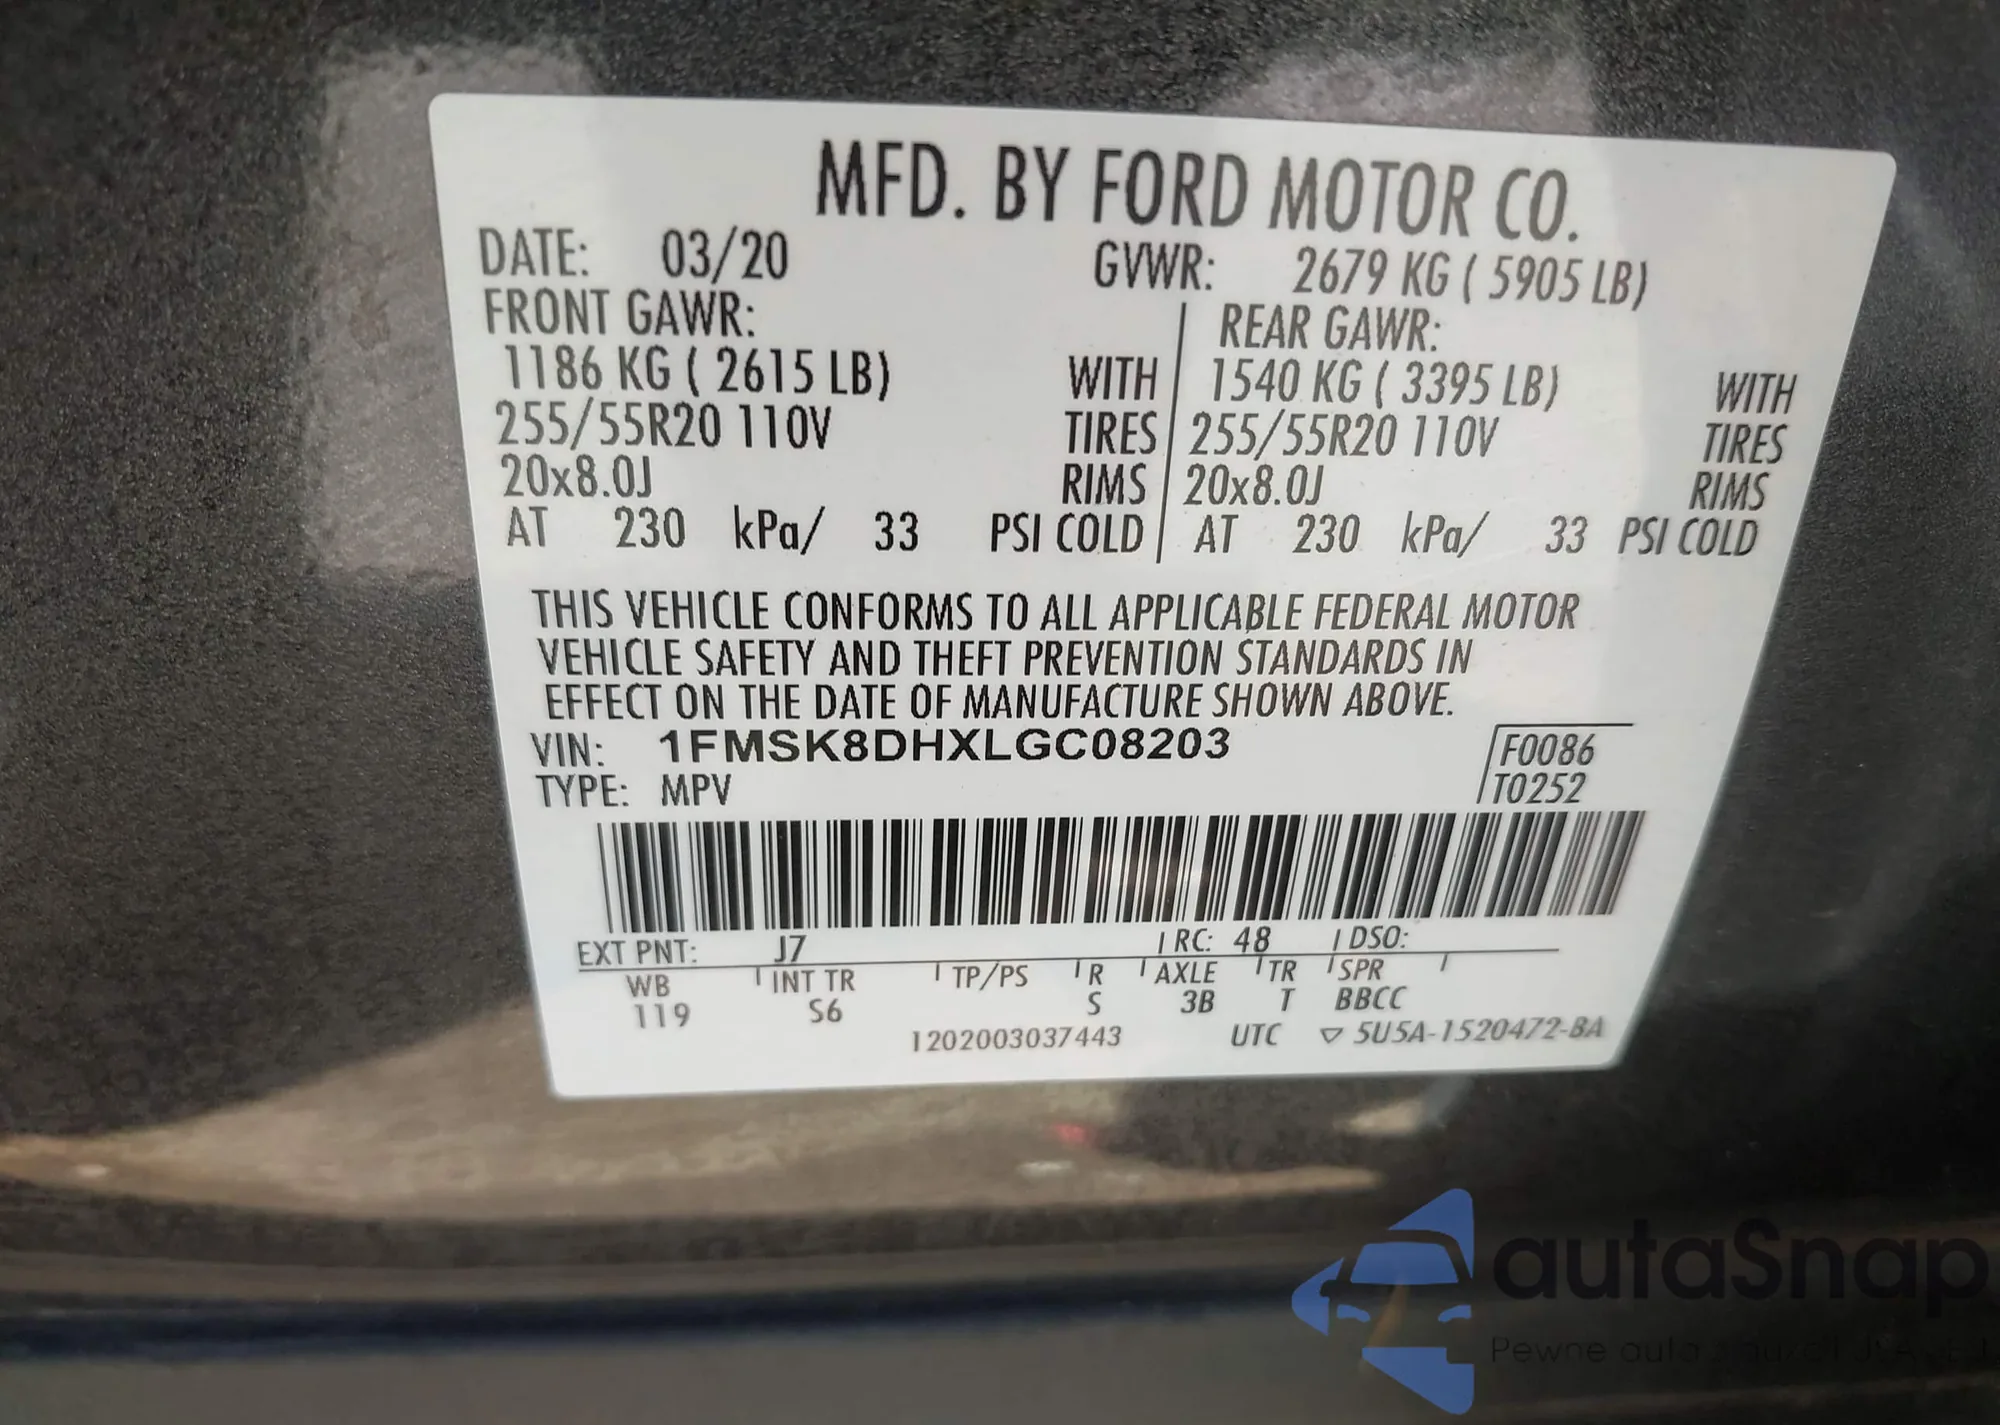 MFD. BY FORD MOTOR CO.
DATE: 03/20 GVWR: 2679 KG ( 5905 LB)
FRONT GAWR: REAR GAWR:
1186 KG ( 2615 LB) WITH 1540 KG ( 3395 LB) WITH
255/55R20 110V TIRES 255/55R20 110V TIRES
20x8.0J RIMS 20x8.0J RIMS
AT 230 kPa/ 33 PSI COLD AT 230 kPa/ 33 PSI COLD
THIS VEHICLE CONFORMS TO ALL APPLICABLE FEDERAL MOTOR
VEHICLE SAFETY AND THEFT PREVENTION STANDARDS IN
EFFECT ON THE DATE OF MANUFACTURE SHOWN ABOVE.
VIN: 1FMSK8DHXLGC08203 F0086
TYPE: MPV T0252
EXT PNT: J7 RC: 48 DSO:
WB INT TR TP/PS R AXLE TR SPR
119 S6 S 3B T BBCC
1202003037443 UTC ▽ 5U5A-1520472-BA
autaSnap
Pewne auto z